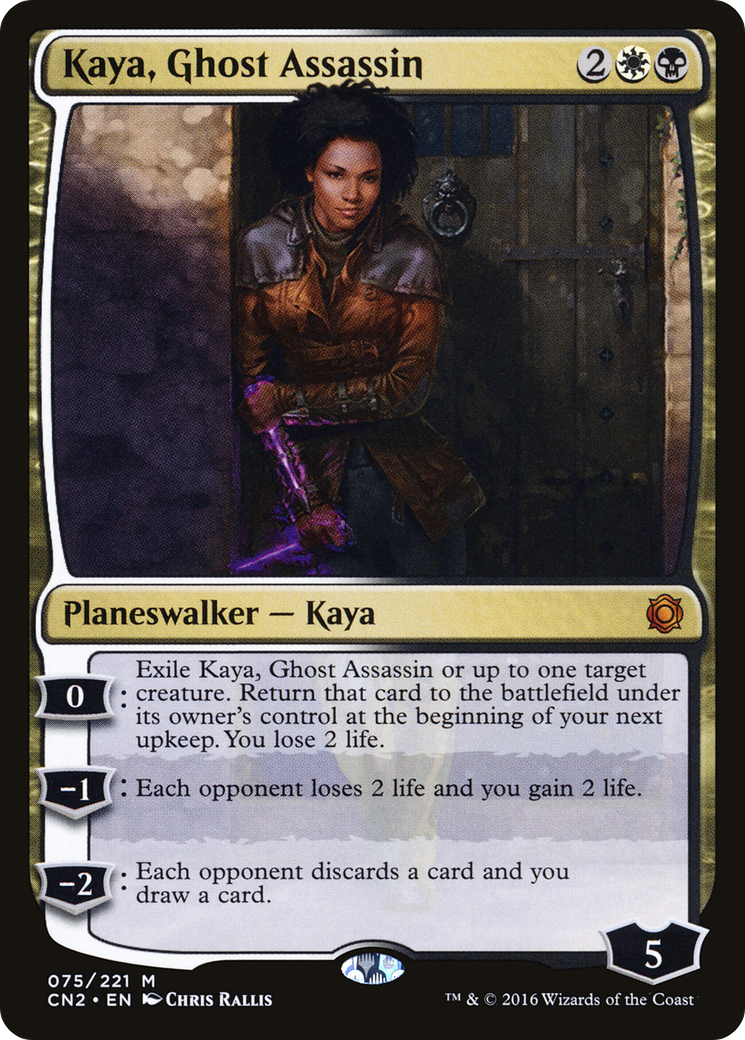 Kaya, Ghost Assassin 2
Planeswalker — Kaya
0 : Exile Kaya, Ghost Assassin or up to one target
creature. Return that card to the battlefield under
its owner's control at the beginning of your next
upkeep. You lose 2 life.
−1 : Each opponent loses 2 life and you gain 2 life.
−2 : Each opponent discards a card and you
draw a card.
5
075/221 M
CN2 • EN Chris Rallis
™ & © 2016 Wizards of the Coast